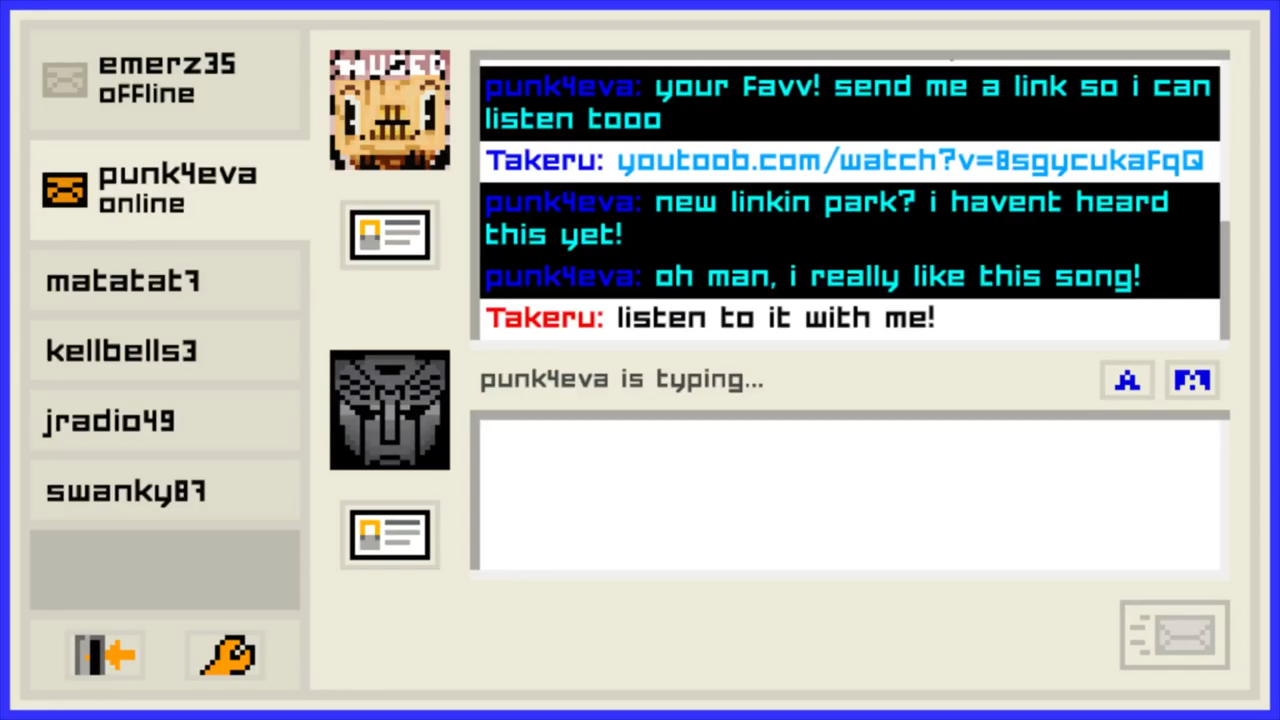 emerz35
offline
punk4eva
online
matatat7
kellbells3
jradio49
swanky87
USED
punk4eva: your favv! send me a link so i can
listen tooo
Takeru: youtoob.com/watch?v=8sgycukafqQ
punk4eva: new linkin park? i havent heard
this yet!
punk4eva: oh man, i really like this song!
Takeru: listen to it with me!
punk4eva is typing...
A